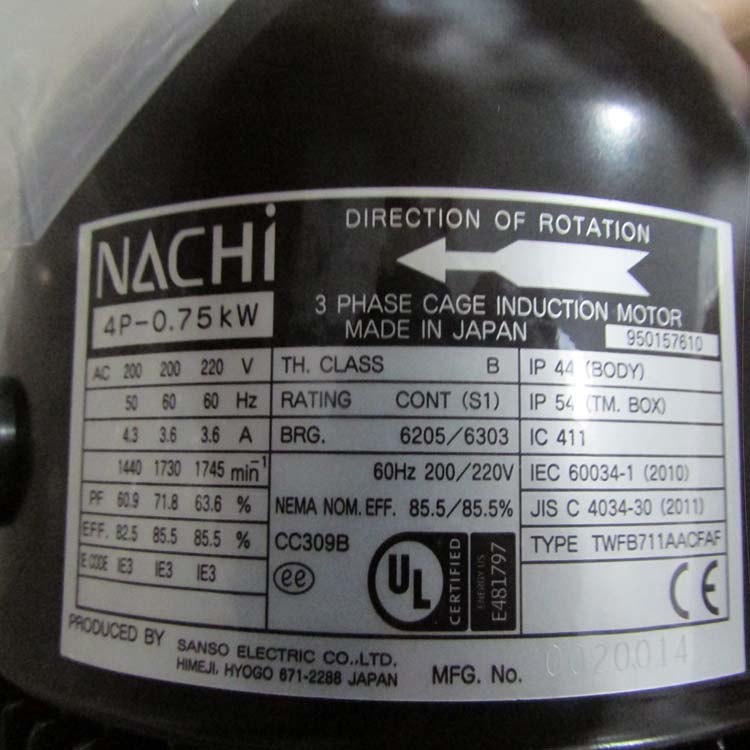 NACHi
DIRECTION OF ROTATION
4P-0.75kW
3 PHASE CAGE INDUCTION MOTOR
MADE IN JAPAN
950157610
AC 200 200 220 V
50 60 60 Hz
4.3 3.6 3.6 A
1440 1730 1745 min-1
PF 60.9 71.8 63.6 %
EFF. 82.5 85.5 85.5 %
IE CODE IE3 IE3 IE3
TH. CLASS B
RATING CONT (S1)
BRG. 6205/6303
60Hz 200/220V
NEMA NOM. EFF. 85.5/85.5%
CC309B
ee
UL
CERTIFIED
ENERGY US
E481797
IP 44 (BODY)
IP 54 (TM. BOX)
IC 411
IEC 60034-1 (2010)
JIS C 4034-30 (2011)
TYPE TWFB711AACFAF
CE
PRODUCED BY SANSO ELECTRIC CO.,LTD.
HIMEJI, HYOGO 671-2288 JAPAN
MFG. No. 0020014